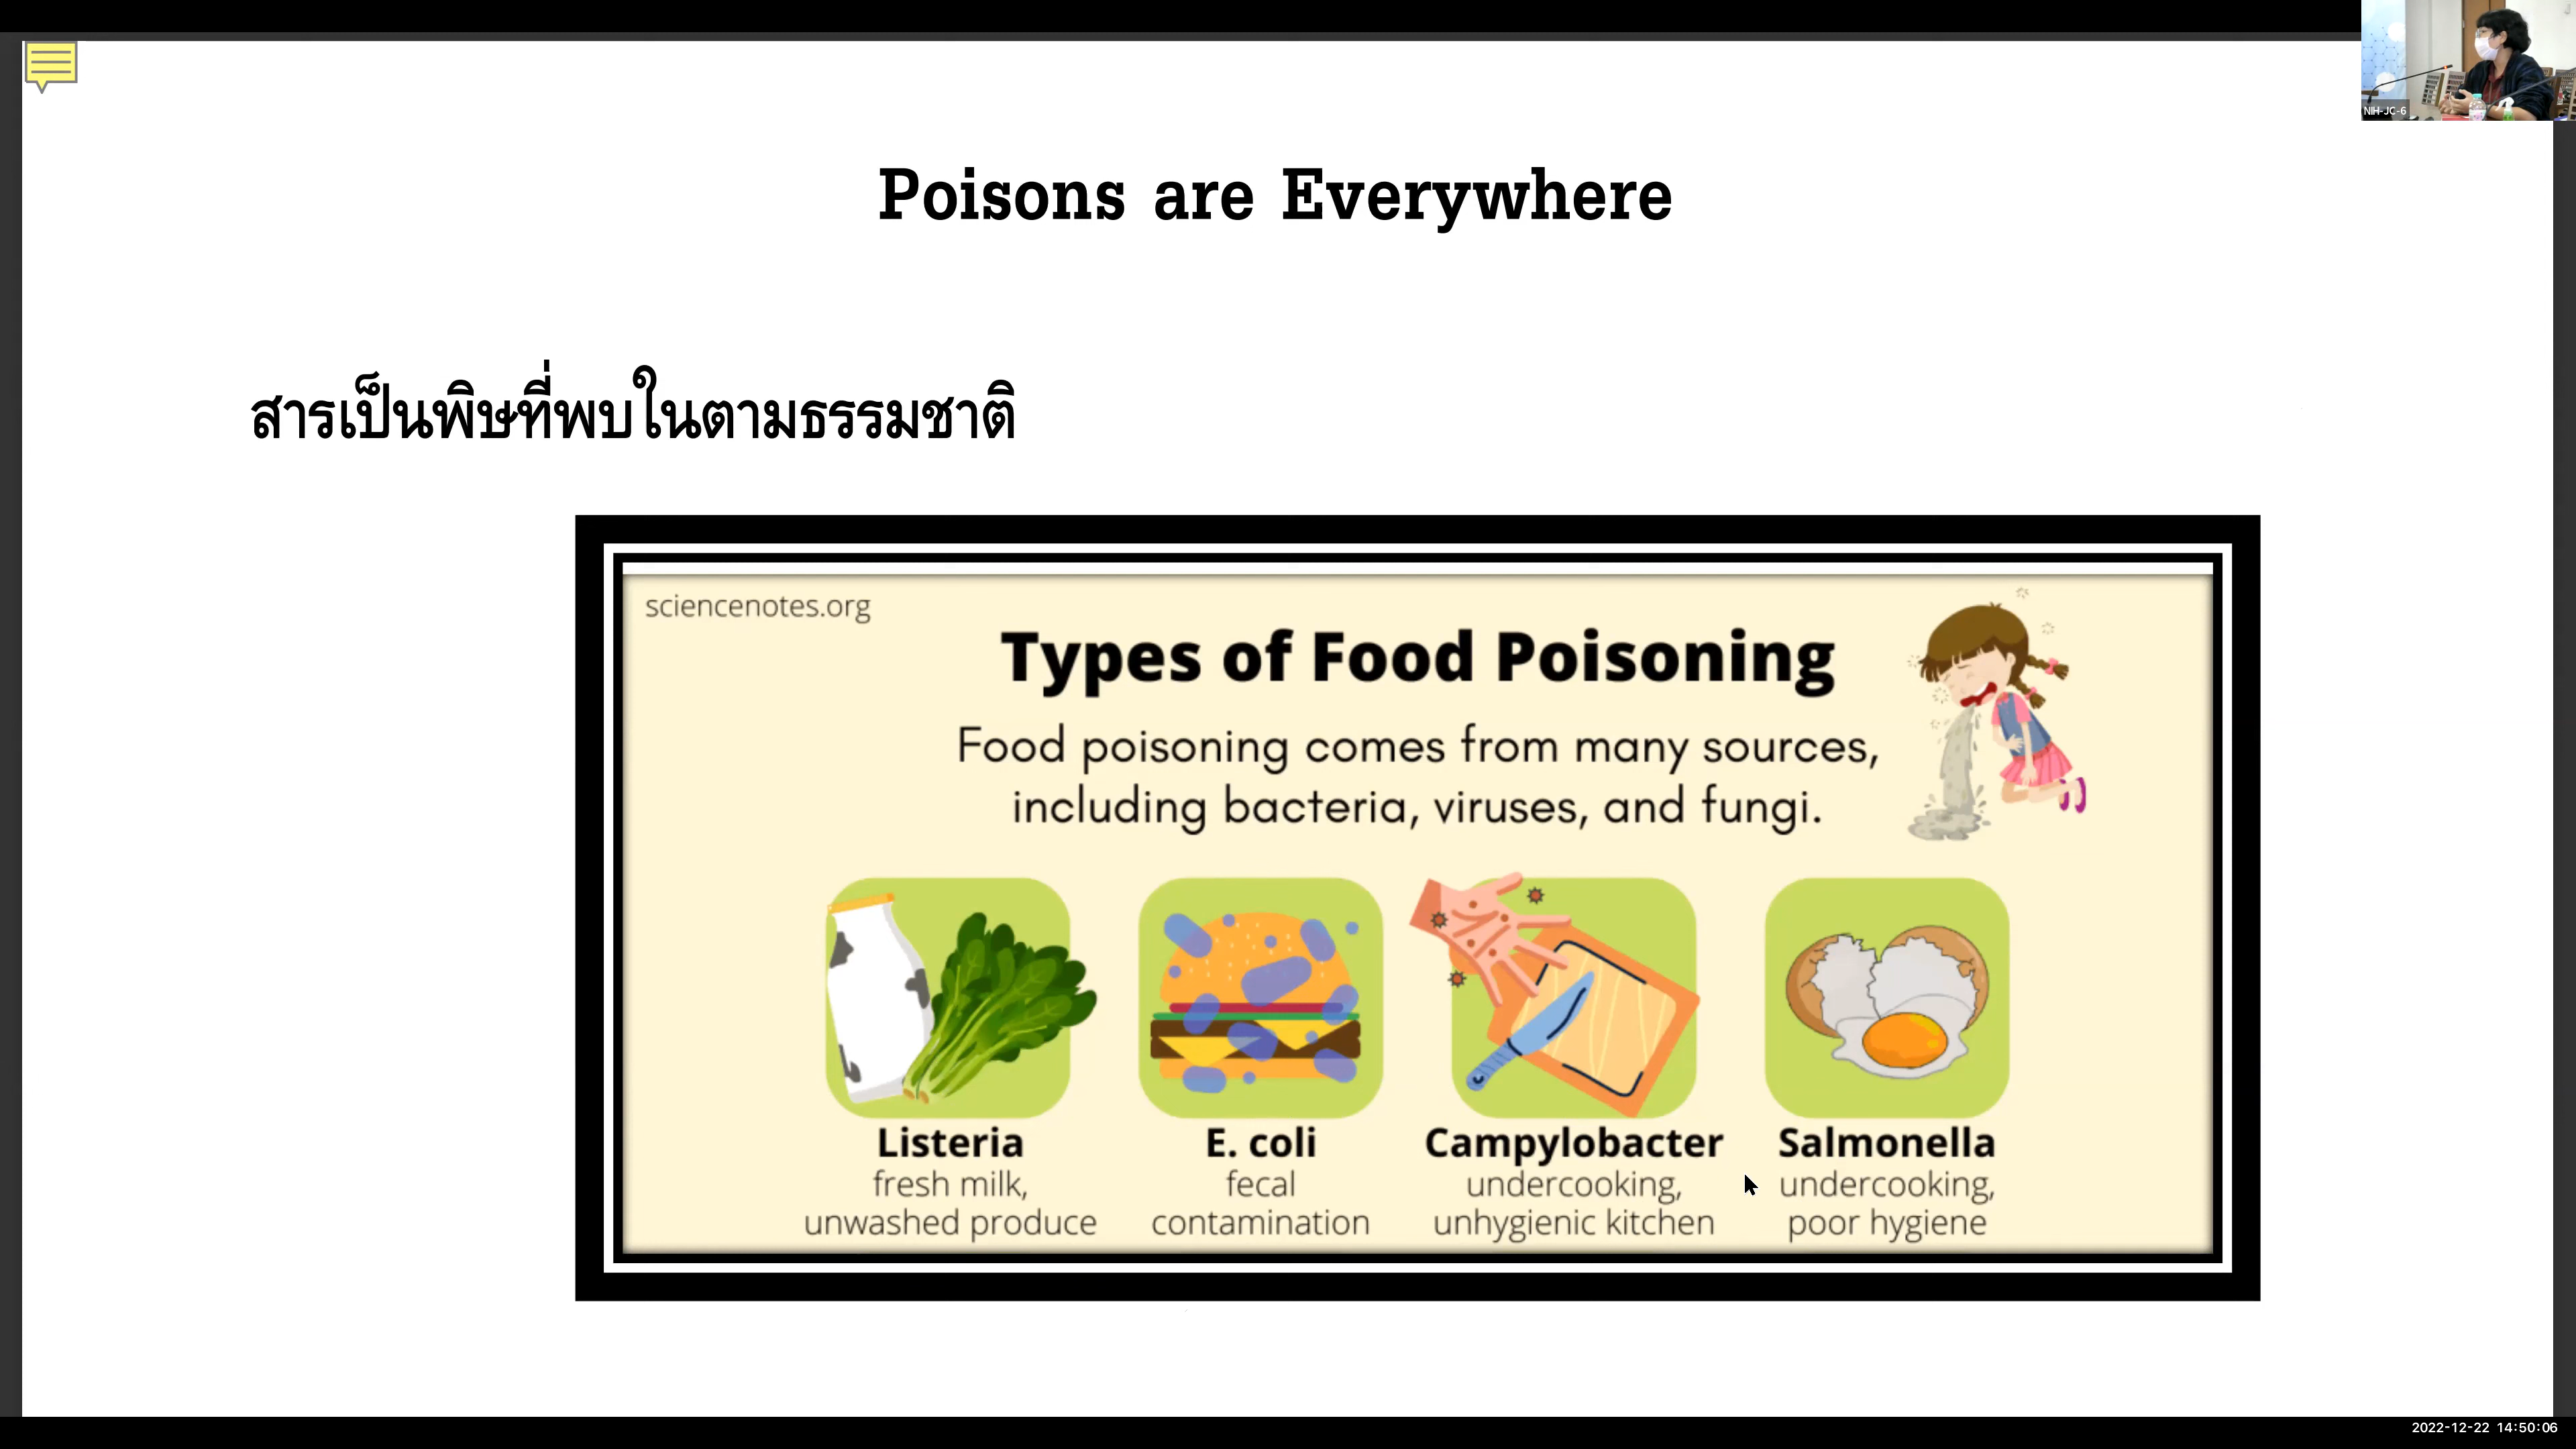 NIH-JC-6
Poisons are Everywhere
สารเป็นพิษที่พบในตามธรรมชาติ
sciencenotes.org
Types of Food Poisoning
Food poisoning comes from many sources,
including bacteria, viruses, and fungi.
Listeria
fresh milk,
unwashed produce
E. coli
fecal
contamination
Campylobacter
undercooking,
unhygienic kitchen
Salmonella
undercooking,
poor hygiene
2022-12-22 14:50:06